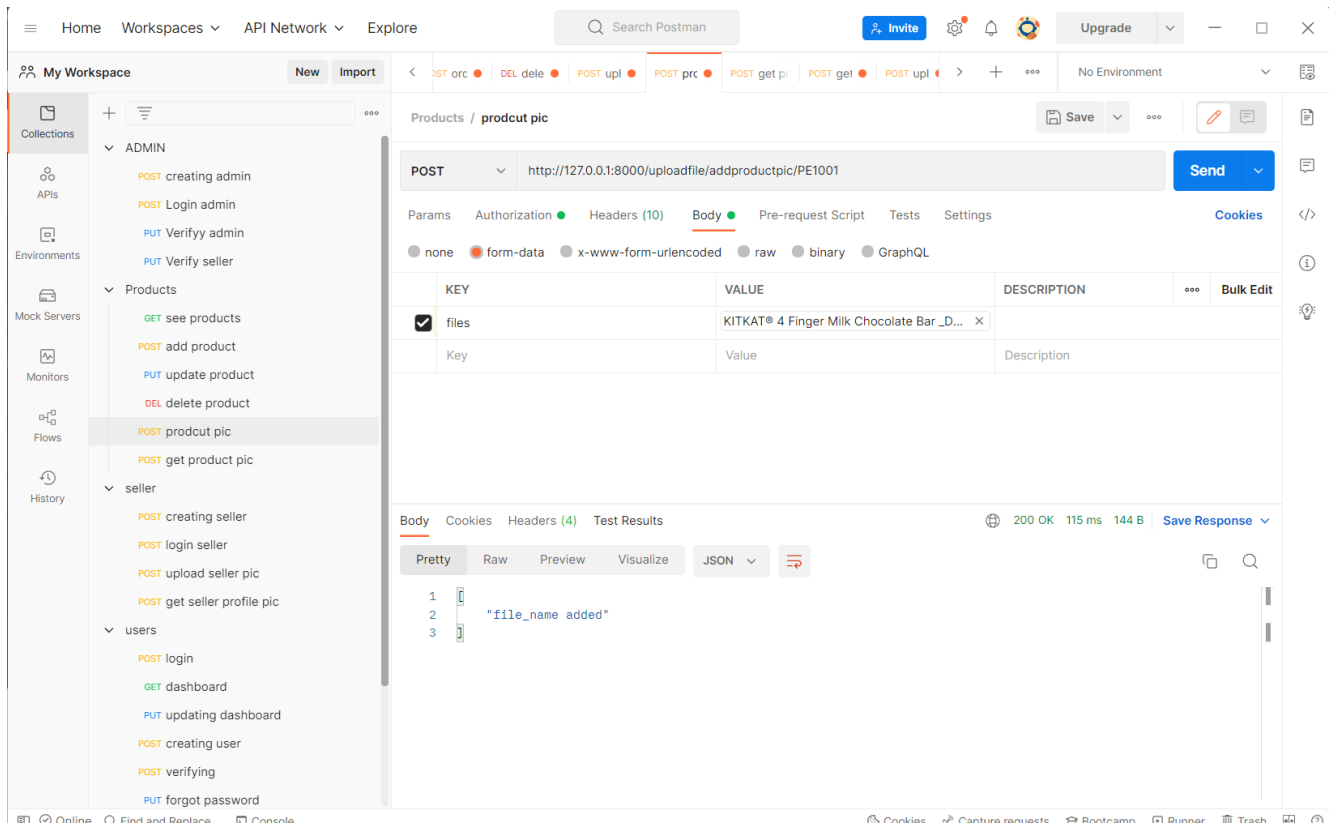 Home Workspaces API Network Explore Search Postman Invite Upgrade
My Workspace New Import
OST orc DEL dele POST upl POST prc POST get pr POST get POST upl No Environment
Collections
APIs
Environments
Mock Servers
Monitors
Flows
History
ADMIN
POST creating admin
POST Login admin
PUT Verifyy admin
PUT Verify seller
Products
GET see products
POST add product
PUT update product
DEL delete product
POST prodcut pic
POST get product pic
seller
POST creating seller
POST login seller
POST upload seller pic
POST get seller profile pic
users
POST login
GET dashboard
PUT updating dashboard
POST creating user
POST verifying
PUT forgot password
Products / prodcut pic Save
POST http://127.0.0.1:8000/uploadfile/addproductpic/PE1001 Send
Params Authorization Headers (10) Body Pre-request Script Tests Settings Cookies
none form-data x-www-form-urlencoded raw binary GraphQL
KEY VALUE DESCRIPTION Bulk Edit
files KITKAT® 4 Finger Milk Chocolate Bar _D...
Key Value Description
Body Cookies Headers (4) Test Results 200 OK 115 ms 144 B Save Response
Pretty Raw Preview Visualize JSON
1 [
2 "file_name added"
3 ]
Online Find and Replace Console Cookies Capture requests Bootcamp Runner Trash